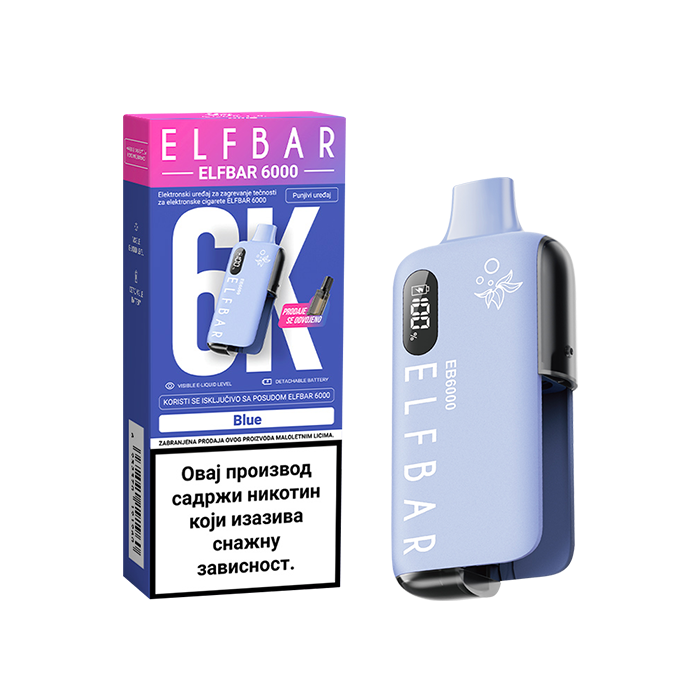 ELFBAR
ELFBAR 6000
Elektronski uređaj za zagrevanje tečnosti
za elektronske cigarete ELFBAR 6000
Punjivi uređaj
6K
ELFBAR
PRODAJE
SE ODVOJENO
VISIBLE E-LIQUID LEVEL
DETACHABLE BATTERY
KORISTI SE ISKLJUČIVO SA POSUDOM ELFBAR 6000
Blue
ZABRANJENA PRODAJA OVOG PROIZVODA MALOLETNIM LICIMA.
Овај производ
садржи никотин
који изазива
снажну
зависност.
100
%
EB6000
ELFBAR